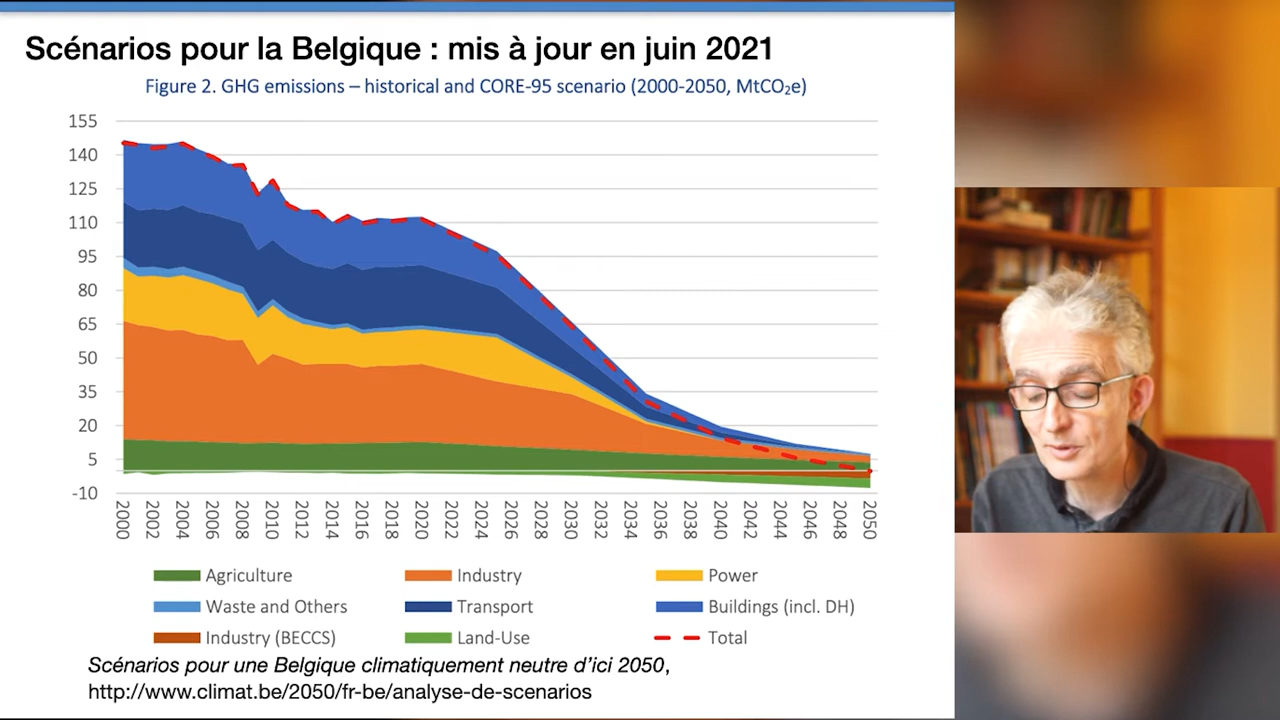 Scénarios pour la Belgique : mis à jour en juin 2021
Figure 2. GHG emissions – historical and CORE-95 scenario (2000-2050, MtCO₂e)
155
140
125
110
95
80
65
50
35
20
5
-10
2000 2002 2004 2006 2008 2010 2012 2014 2016 2018 2020 2022 2024 2026 2028 2030 2032 2034 2036 2038 2040 2042 2044 2046 2048 2050
Agriculture Industry Power
Waste and Others Transport Buildings (incl. DH)
Industry (BECCS) Land-Use Total
Scénarios pour une Belgique climatiquement neutre d’ici 2050,
http://www.climat.be/2050/fr-be/analyse-de-scenarios